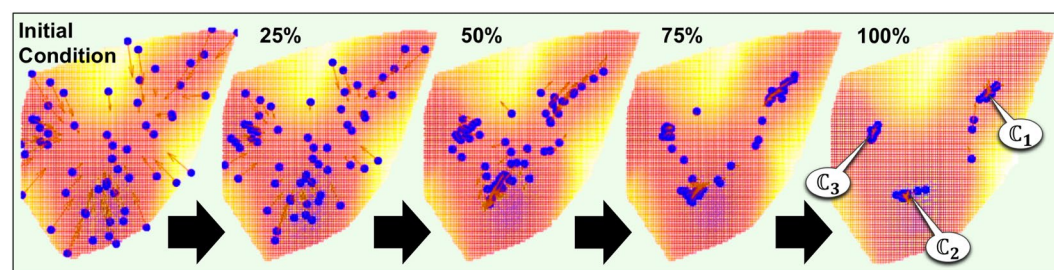 Initial
Condition
25%
50%
75%
100%
ℂ₁
ℂ₃
ℂ₂